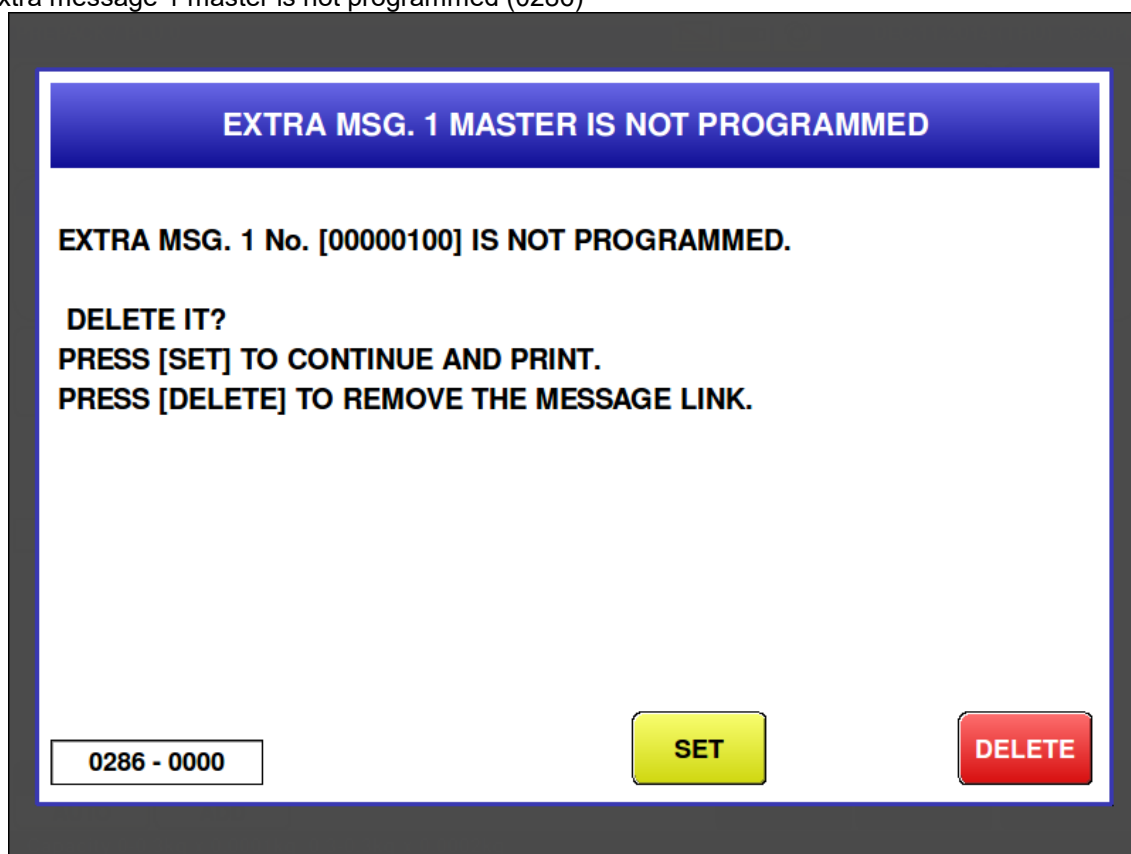 xtra message 1 master is not programmed (0286)
EXTRA MSG. 1 MASTER IS NOT PROGRAMMED
EXTRA MSG. 1 No. [00000100] IS NOT PROGRAMMED.
DELETE IT?
PRESS [SET] TO CONTINUE AND PRINT.
PRESS [DELETE] TO REMOVE THE MESSAGE LINK.
0286 - 0000
SET
DELETE